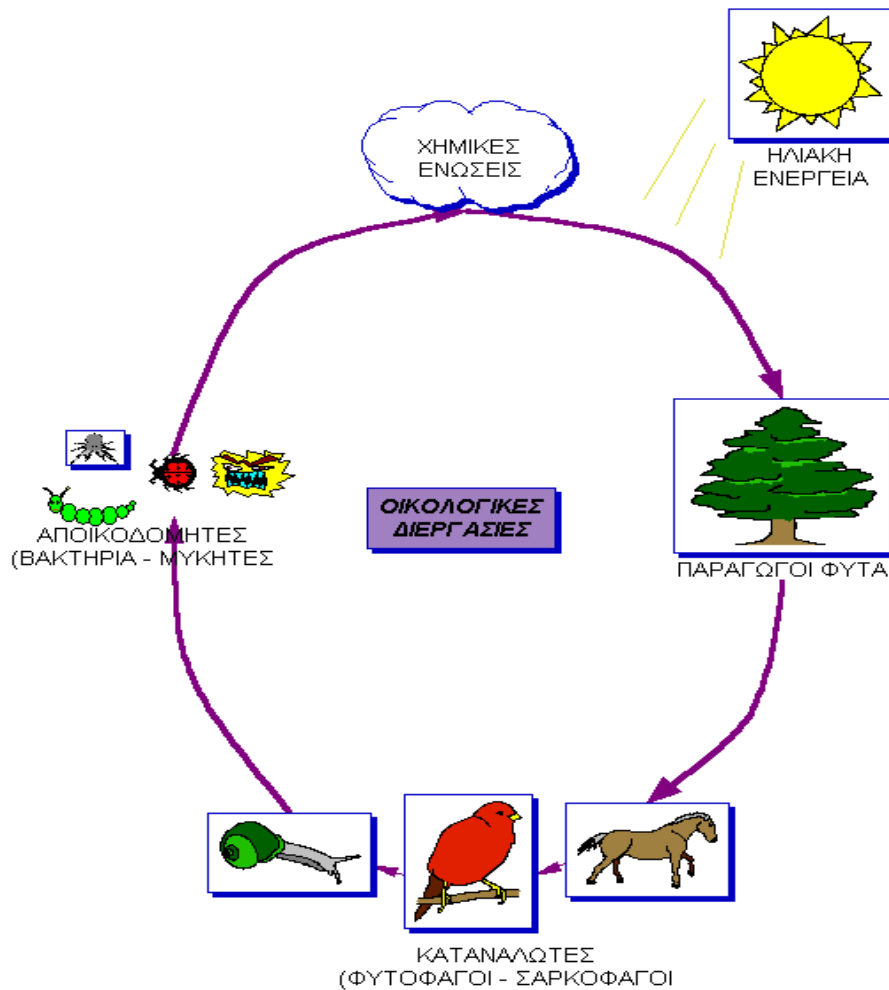 ΧΗΜΙΚΕΣ
ΕΝΩΣΕΙΣ
ΗΛΙΑΚΗ
ΕΝΕΡΓΕΙΑ
ΟΙΚΟΛΟΓΙΚΕΣ
ΔΙΕΡΓΑΣΙΕΣ
ΑΠΟΙΚΟΔΟΜΗΤΕΣ
(ΒΑΚΤΗΡΙΑ - ΜΥΚΗΤΕΣ
ΠΑΡΑΓΩΓΟΙ ΦΥΤΑ
ΚΑΤΑΝΑΛΩΤΕΣ
(ΦΥΤΟΦΑΓΟΙ - ΣΑΡΚΟΦΑΓΟΙ